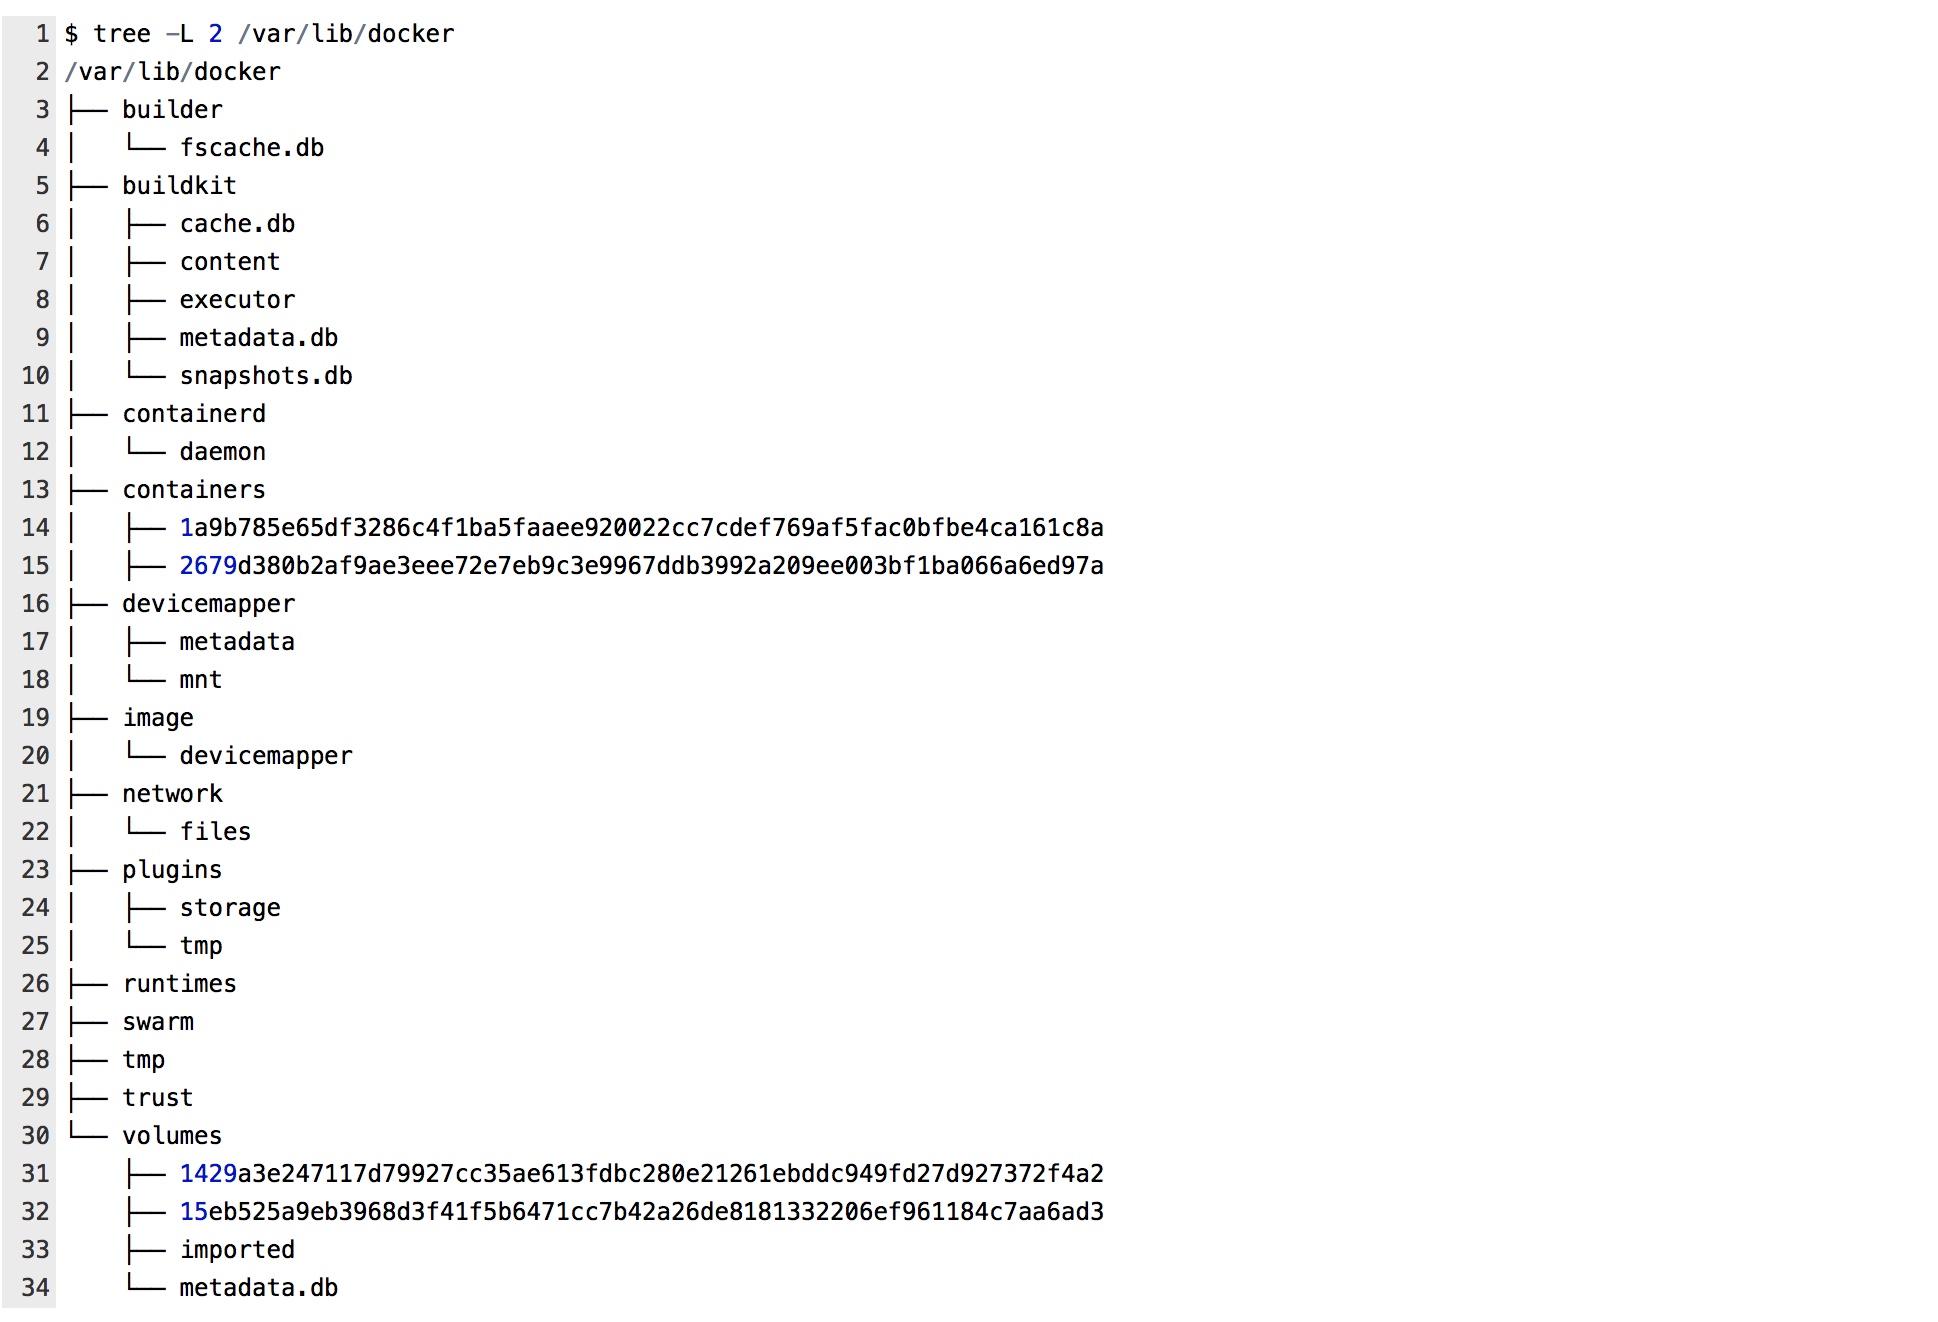 1 $ tree -L 2 /var/lib/docker
2 /var/lib/docker
3 ├── builder
4 │   └── fscache.db
5 ├── buildkit
6 │   ├── cache.db
7 │   ├── content
8 │   ├── executor
9 │   ├── metadata.db
10 │   └── snapshots.db
11 ├── containerd
12 │   └── daemon
13 ├── containers
14 │   ├── 1a9b785e65df3286c4f1ba5faaee920022cc7cdef769af5fac0bfbe4ca161c8a
15 │   ├── 2679d380b2af9ae3eee72e7eb9c3e9967ddb3992a209ee003bf1ba066a6ed97a
16 ├── devicemapper
17 │   ├── metadata
18 │   └── mnt
19 ├── image
20 │   └── devicemapper
21 ├── network
22 │   └── files
23 ├── plugins
24 │   ├── storage
25 │   └── tmp
26 ├── runtimes
27 ├── swarm
28 ├── tmp
29 ├── trust
30 └── volumes
31     ├── 1429a3e247117d79927cc35ae613fdbc280e21261ebddc949fd27d927372f4a2
32     ├── 15eb525a9eb3968d3f41f5b6471cc7b42a26de8181332206ef961184c7aa6ad3
33     ├── imported
34     └── metadata.db